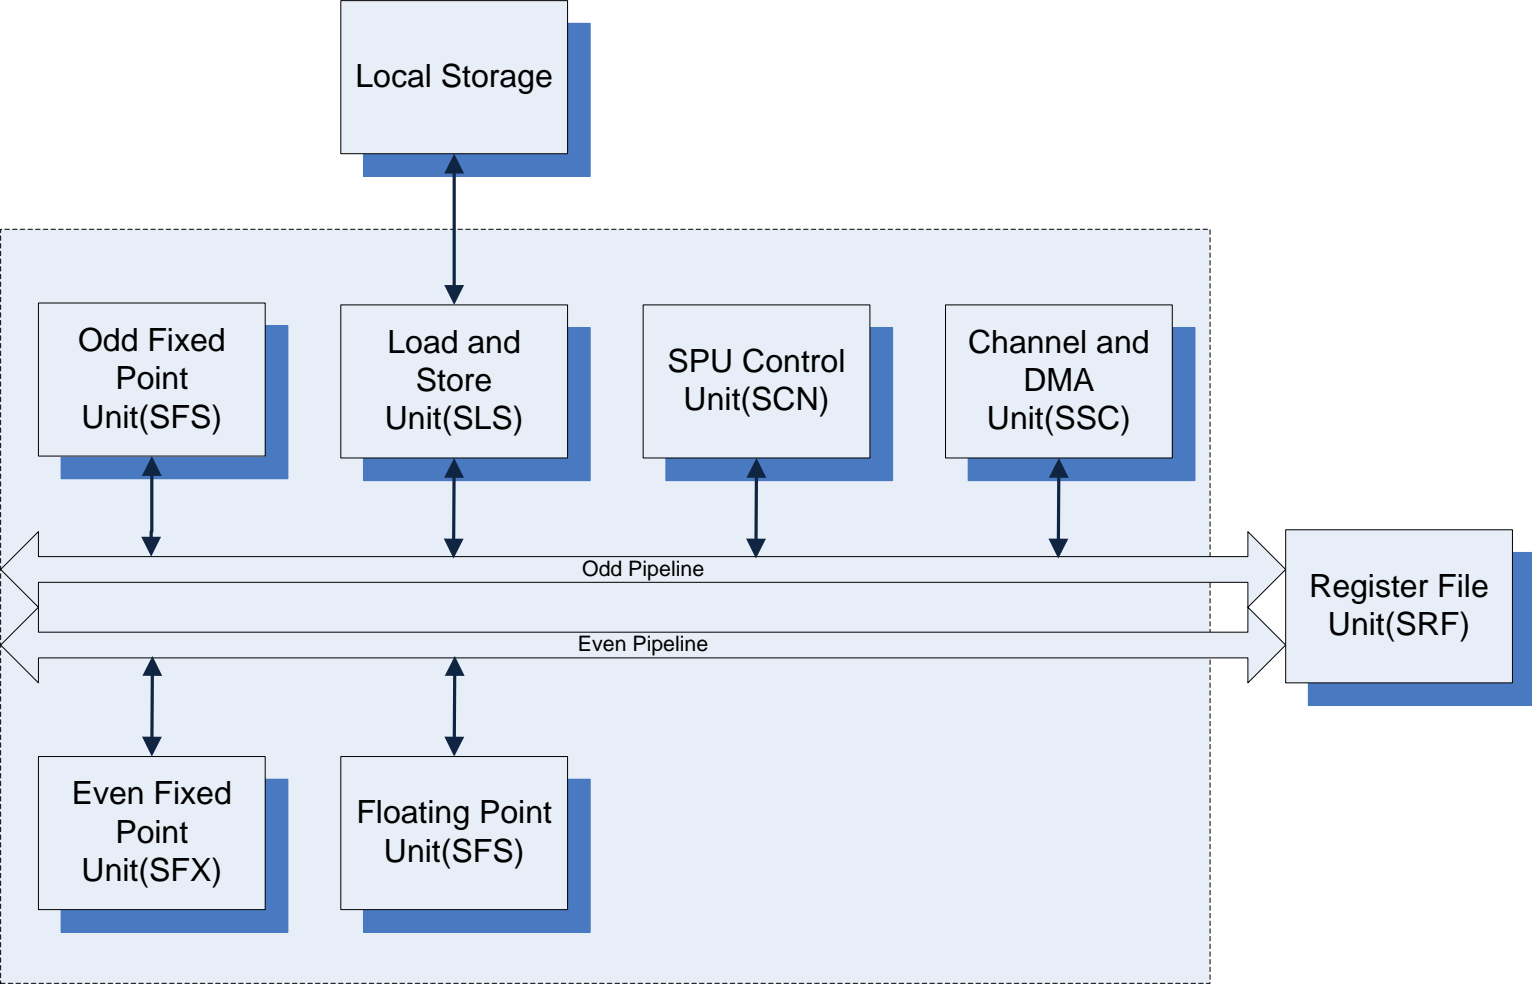 Local Storage
Odd Fixed
Point
Unit(SFS)
Load and
Store
Unit(SLS)
SPU Control
Unit(SCN)
Channel and
DMA
Unit(SSC)
Odd Pipeline
Even Pipeline
Register File
Unit(SRF)
Even Fixed
Point
Unit(SFX)
Floating Point
Unit(SFS)